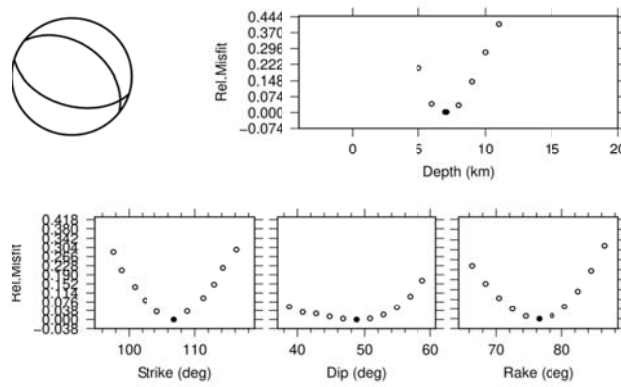 0.444
0.370
0.296
0.222
0.148
0.074
0.000
−0.074
Rel.Misfit
0 5 10 15 20
Depth (km)
0.418
0.380
0.342
0.304
0.266
0.228
0.190
0.152
0.114
0.076
0.038
0.000
−0.038
Rel.Misfit
100 110
40 50 60
70 80
Strike (deg)
Dip (deg)
Rake (deg)